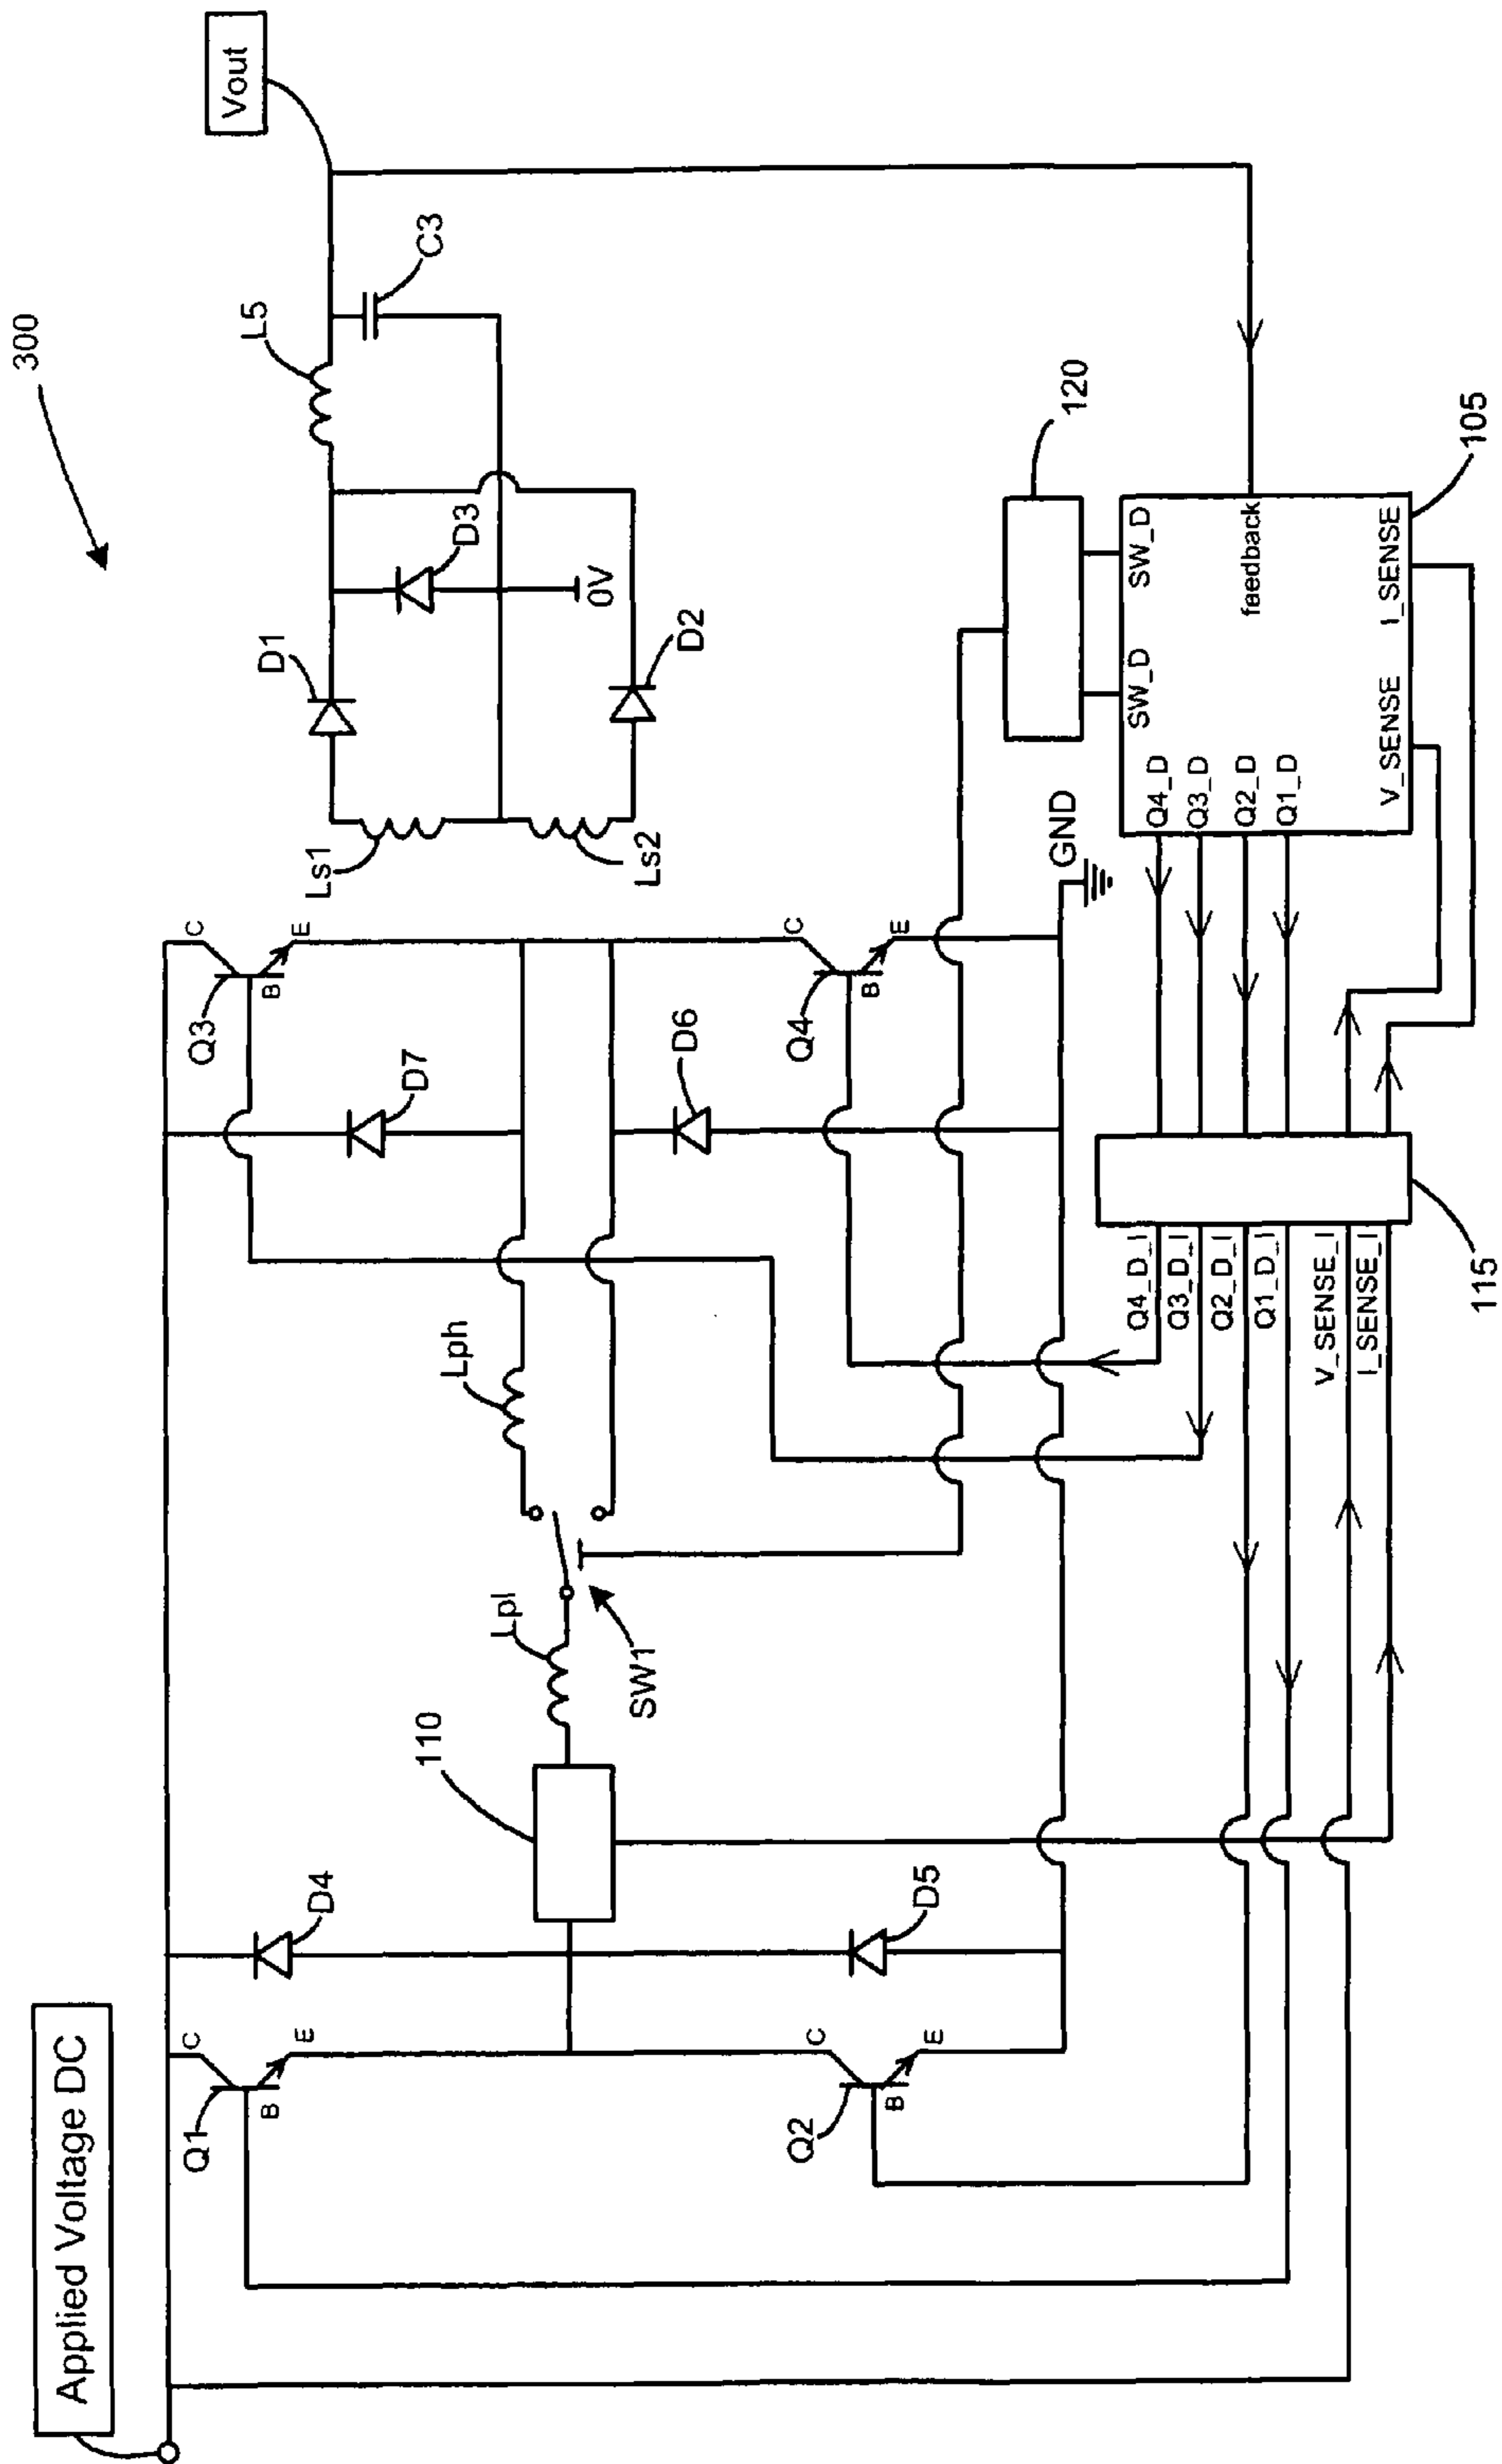 300
Applied Voltage DC
Vout
Q1
C
B
E
D4
Q2
C
B
E
D5
110
Lpl
SW1
Lph
D7
D6
Q3
C
B
E
Q4
C
B
E
GND
Ls1
Ls2
D1
D2
D3
0V
L5
C3
120
SW_D
SW_D
Q4_D
Q3_D
Q2_D
Q1_D
feedback
V_SENSE
I_SENSE
105
Q4_D_I
Q3_D_I
Q2_D_I
Q1_D_I
V_SENSE_I
I_SENSE_I
115